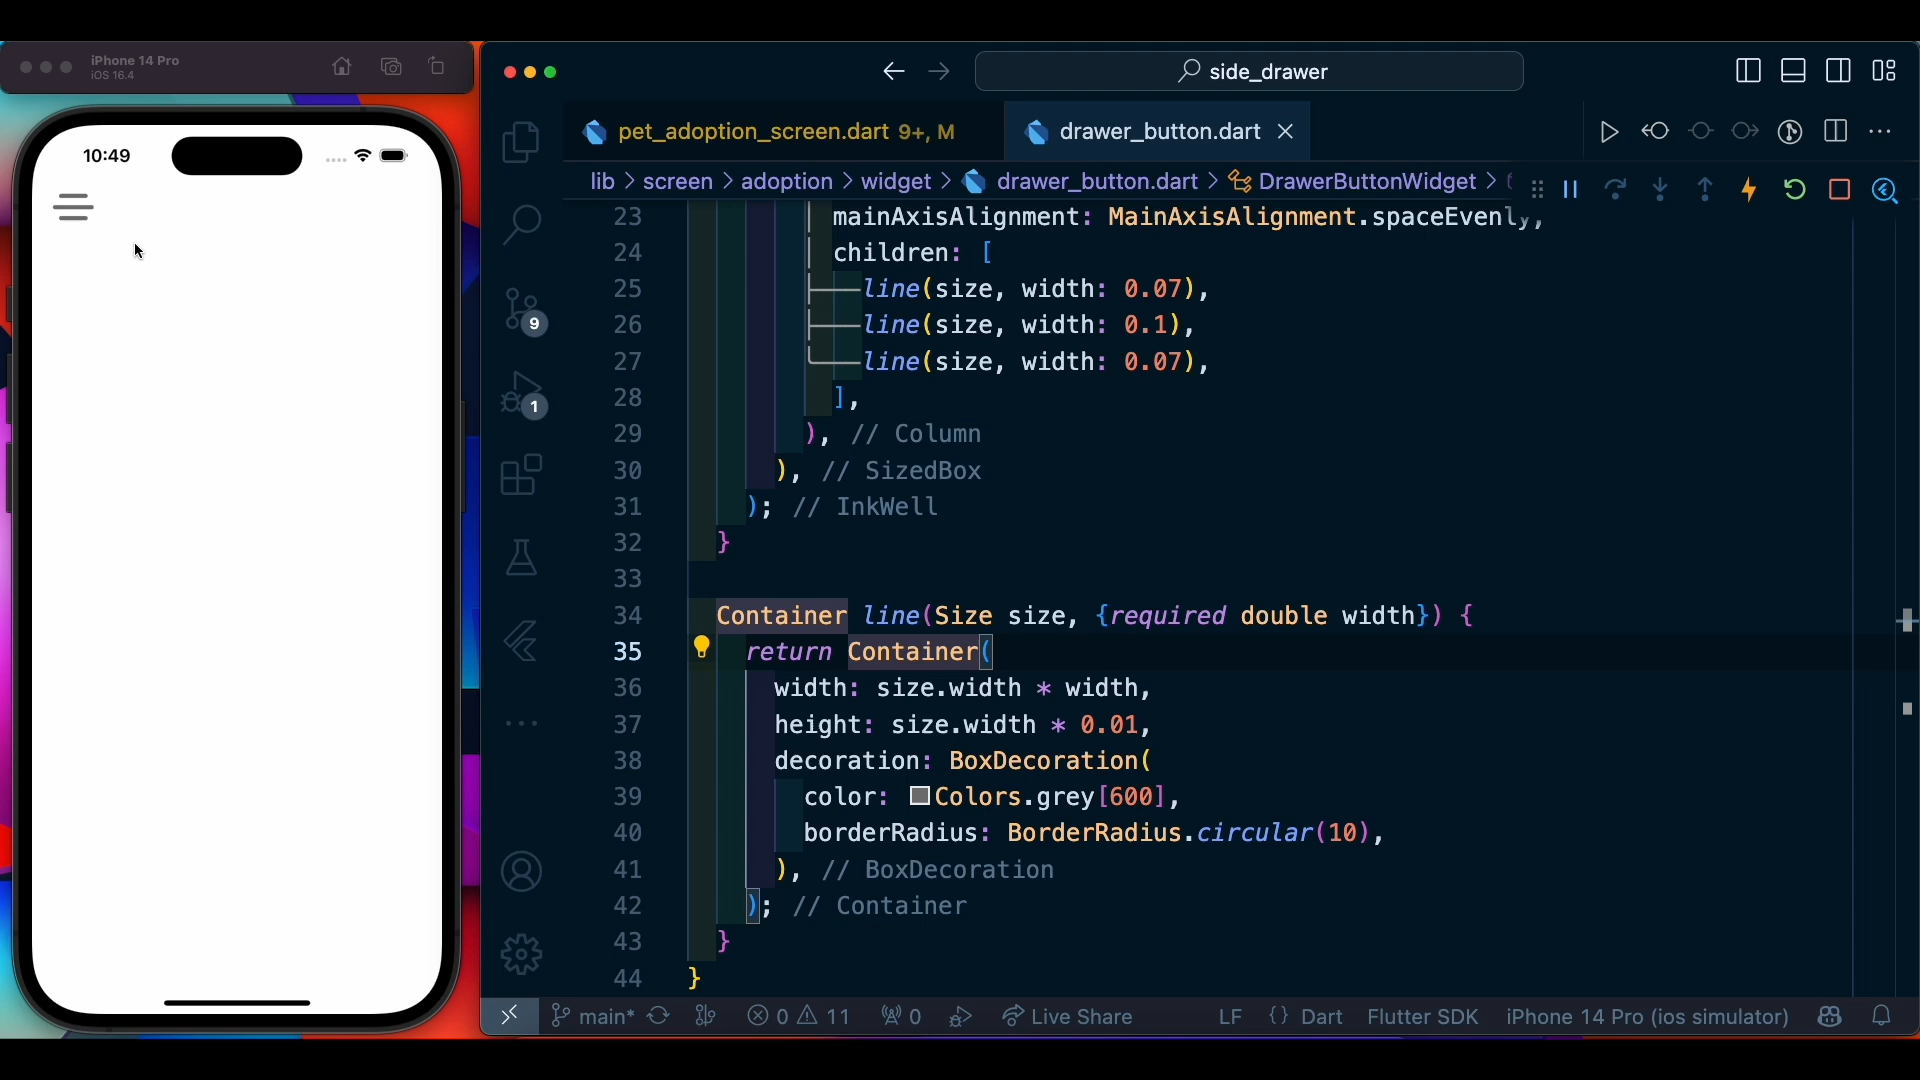 iPhone 14 Pro
iOS 16.4
10:49
side_drawer
pet_adoption_screen.dart 9+, M
drawer_button.dart
lib > screen > adoption > widget > drawer_button.dart > DrawerButtonWidget >
23 mainAxisAlignment: MainAxisAlignment.spaceEvenly,
24 children: [
25 line(size, width: 0.07),
26 line(size, width: 0.1),
27 line(size, width: 0.07),
28 ],
29 ), // Column
30 ), // SizedBox
31 ); // InkWell
32 }
33
34 Container line(Size size, {required double width}) {
35 return Container(
36 width: size.width * width,
37 height: size.width * 0.01,
38 decoration: BoxDecoration(
39 color: Colors.grey[600],
40 borderRadius: BorderRadius.circular(10),
41 ), // BoxDecoration
42 ); // Container
43 }
44 }
9
1
main* 0 11 0 Live Share LF {} Dart Flutter SDK iPhone 14 Pro (ios simulator)